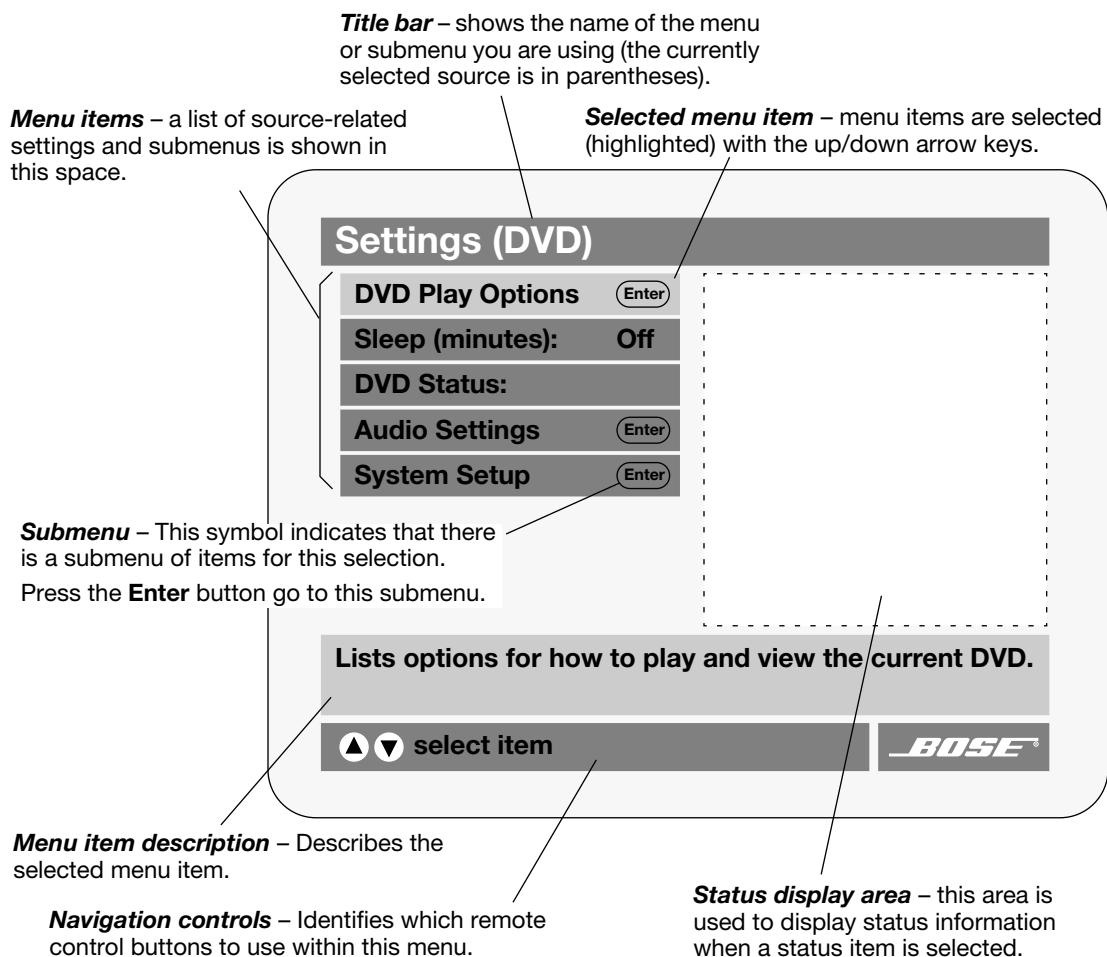 Title bar – shows the name of the menu
or submenu you are using (the currently
selected source is in parentheses).
Menu items – a list of source-related
settings and submenus is shown in
this space.
Selected menu item – menu items are selected
(highlighted) with the up/down arrow keys.
Settings (DVD)
DVD Play Options Enter
Sleep (minutes): Off
DVD Status:
Audio Settings Enter
System Setup Enter
Submenu – This symbol indicates that there
is a submenu of items for this selection.
Press the Enter button go to this submenu.
Lists options for how to play and view the current DVD.
select item
BOSE®
Menu item description – Describes the
selected menu item.
Navigation controls – Identifies which remote
control buttons to use within this menu.
Status display area – this area is
used to display status information
when a status item is selected.